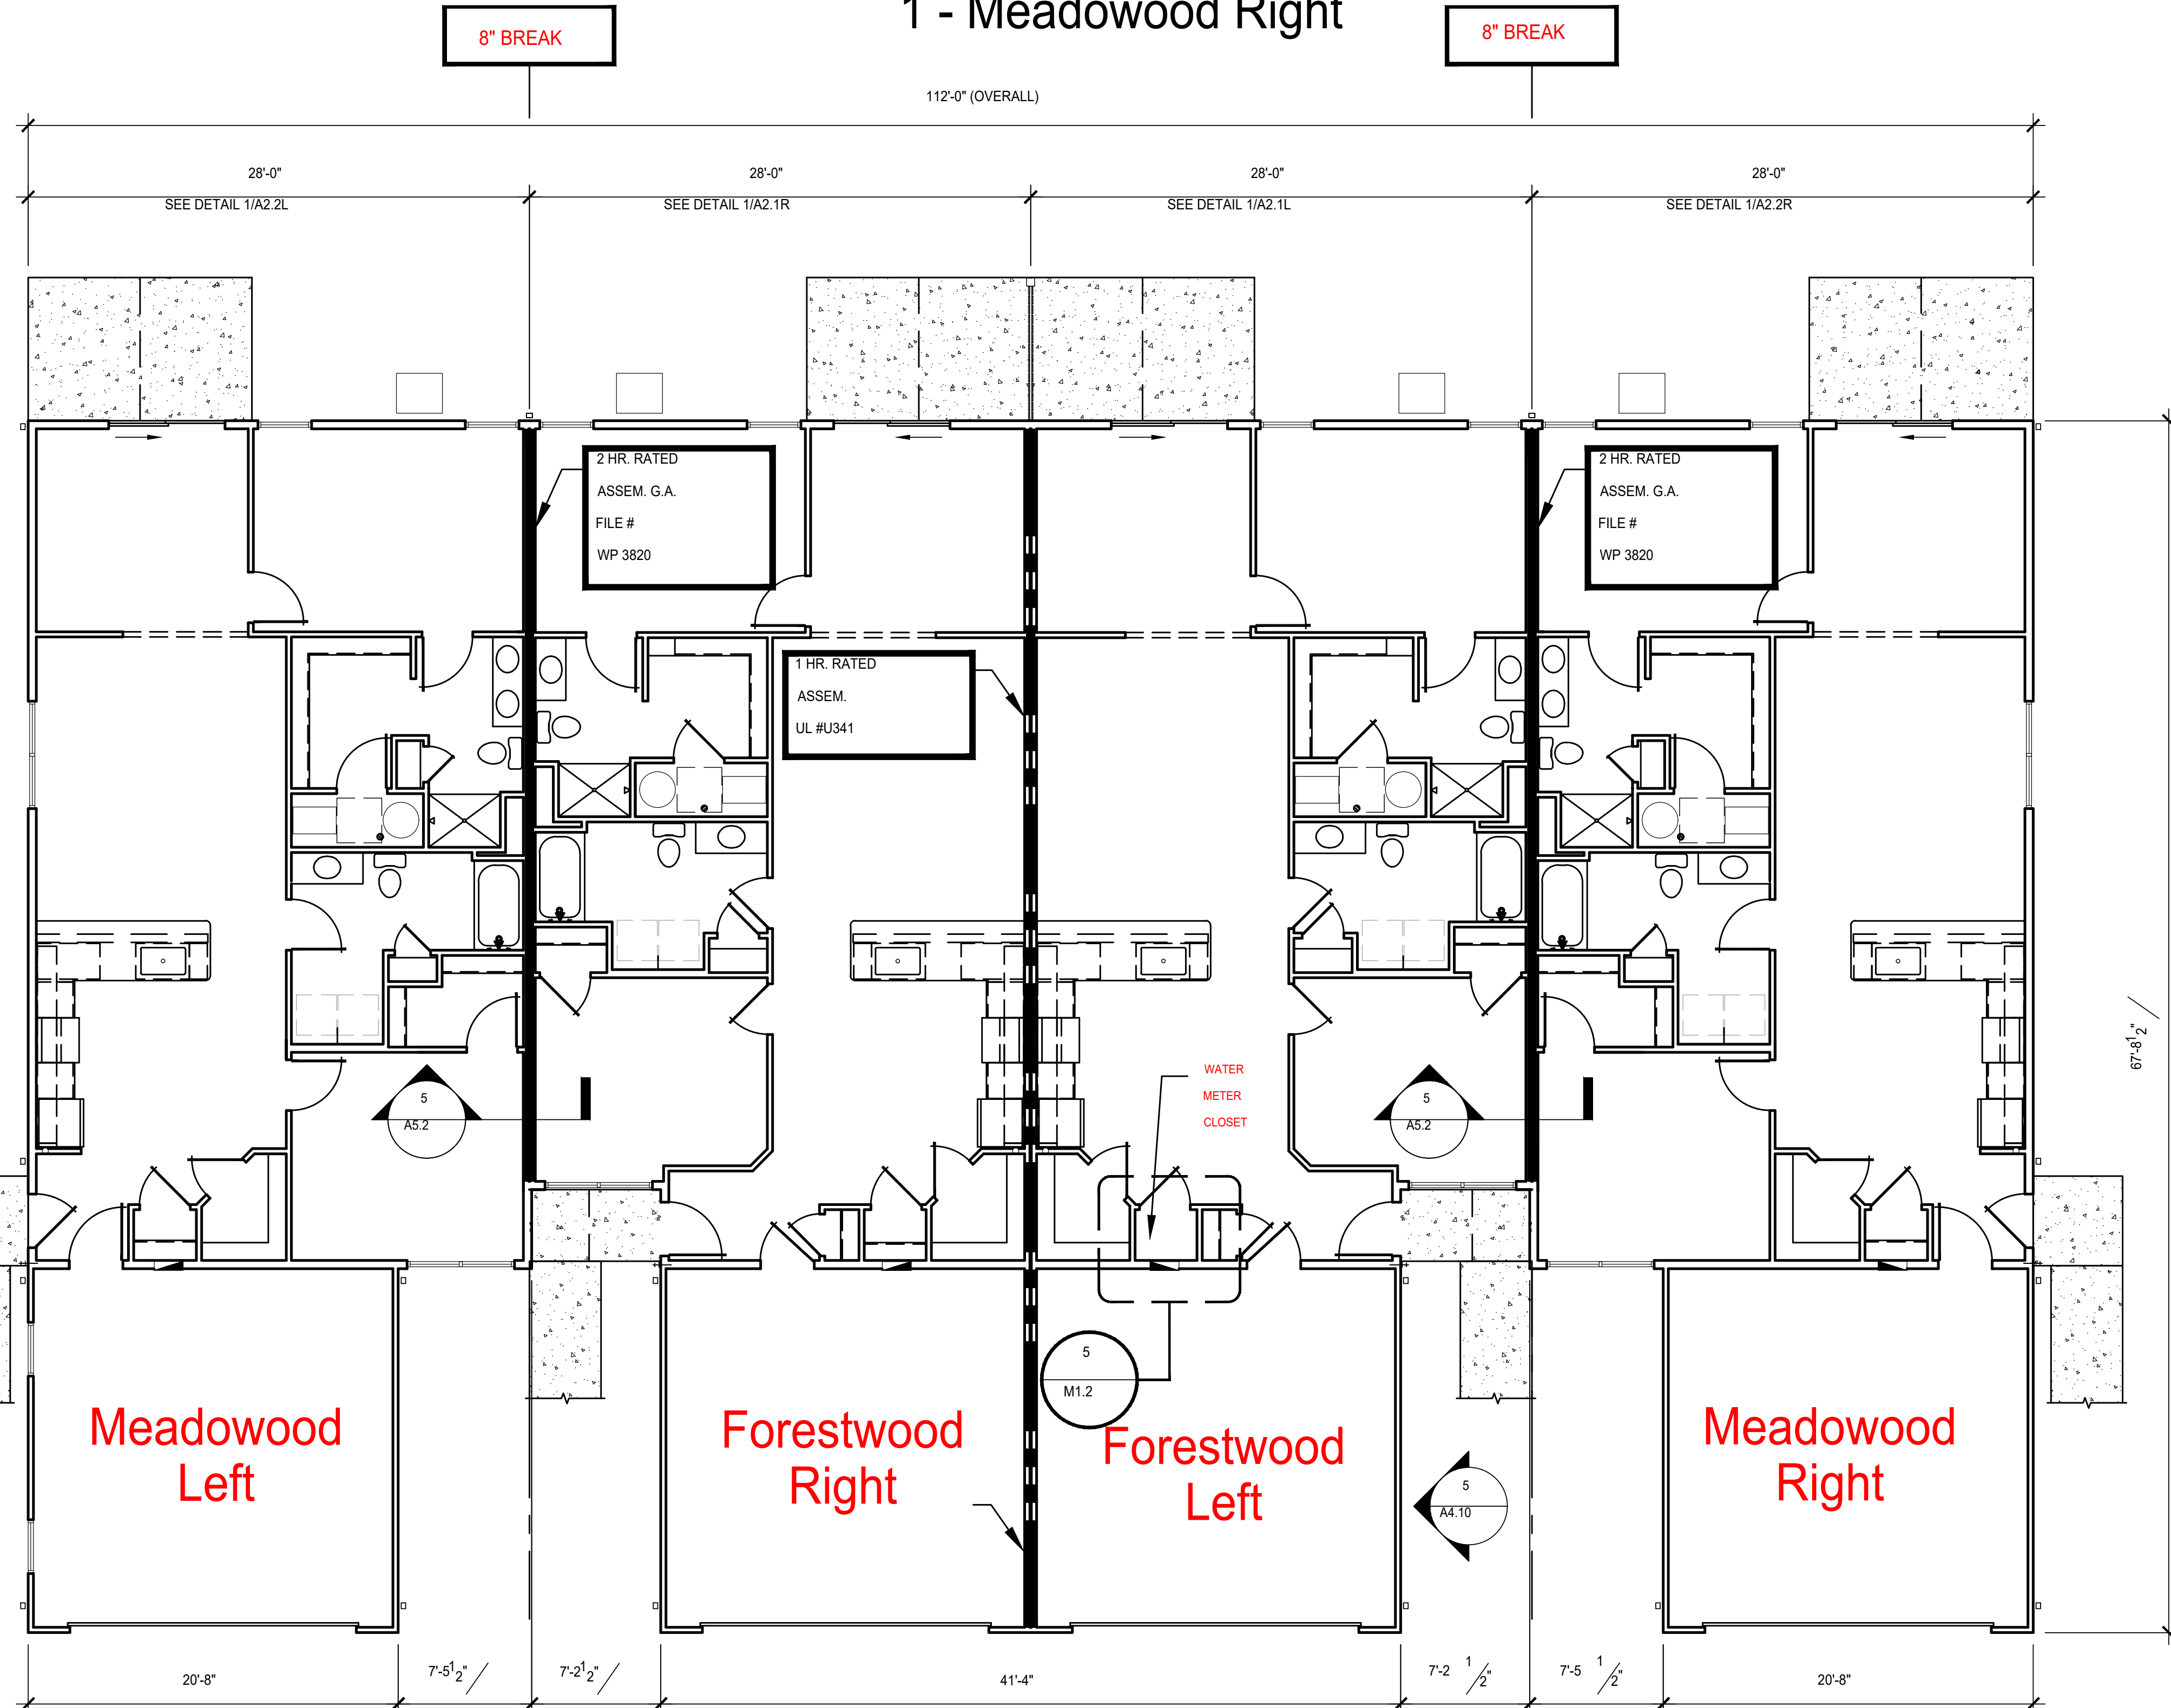 1 - Meadowood Right
8" BREAK
8" BREAK
112'-0" (OVERALL)
28'-0"
28'-0"
28'-0"
28'-0"
SEE DETAIL 1/A2.2L
SEE DETAIL 1/A2.1R
SEE DETAIL 1/A2.1L
SEE DETAIL 1/A2.2R
2 HR. RATED
ASSEM. G.A.
FILE #
WP 3820
2 HR. RATED
ASSEM. G.A.
FILE #
WP 3820
1 HR. RATED
ASSEM.
UL #U341
67'-8 1/2"
WATER
METER
CLOSET
5
A5.2
5
A5.2
5
M1.2
Meadowood
Left
Forestwood
Right
Forestwood
Left
Meadowood
Right
5
A4.10
20'-8"
7'-5 1/2"
7'-2 1/2"
41'-4"
7'-2 1/2"
7'-5 1/2"
20'-8"